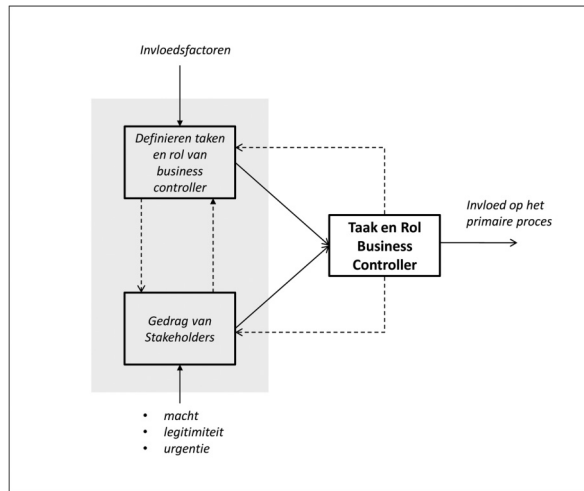 Invloedsfactoren
Definieren taken
en rol van
business
controller
Taak en Rol
Business
Controller
Invloed op het
primaire proces
Gedrag van
Stakeholders
• macht
• legitimiteit
• urgentie